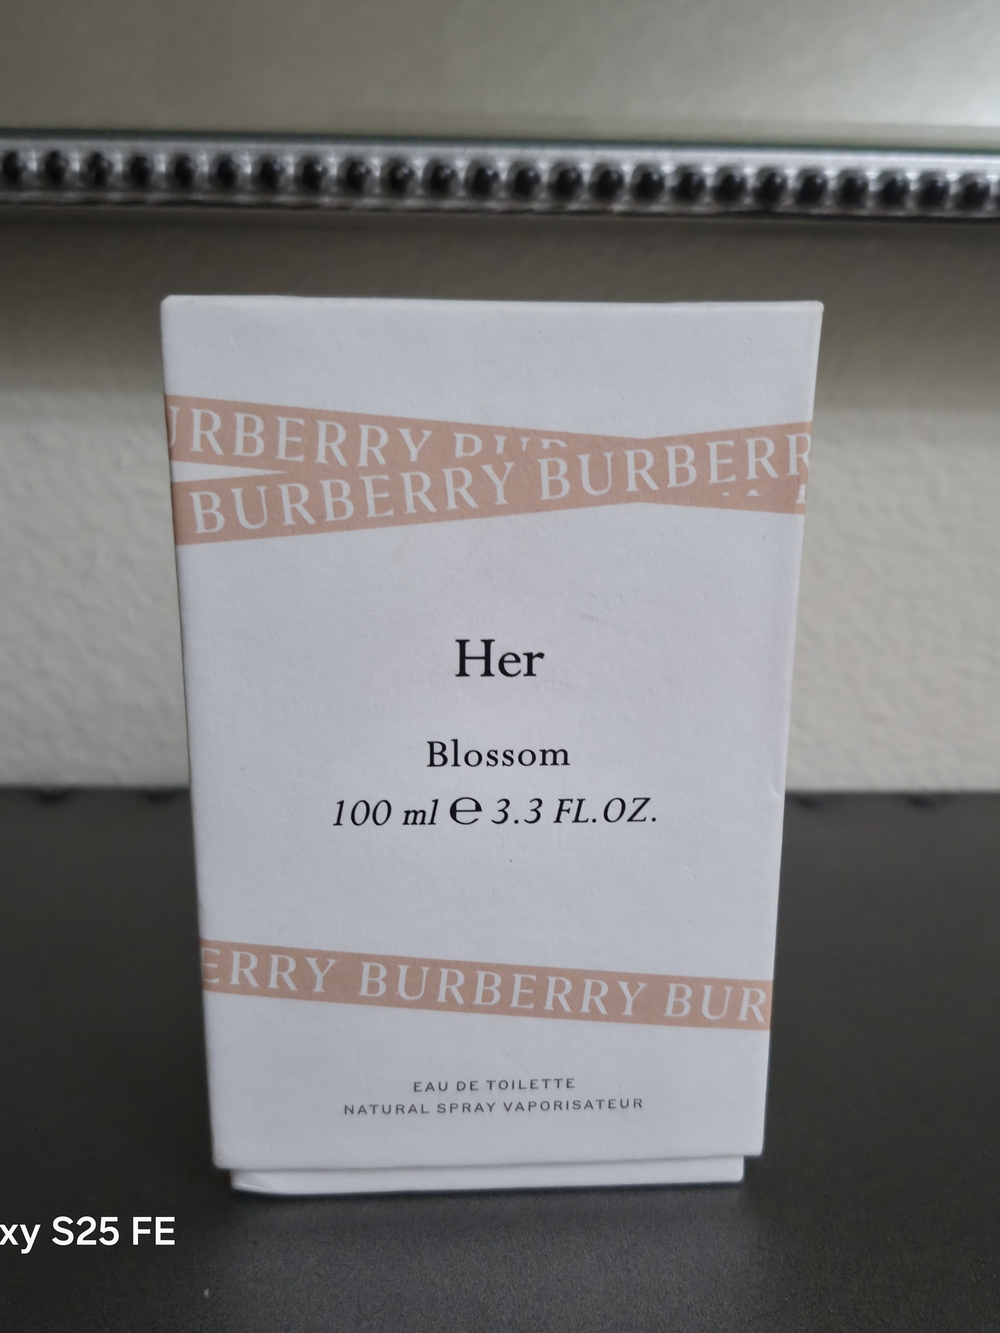 URBERRY BUR
BURBERRY BURBERR
Her
Blossom
100 ml ℮ 3.3 FL.OZ.
ERRY BURBERRY BUR
EAU DE TOILETTE
NATURAL SPRAY VAPORISATEUR
xy S25 FE